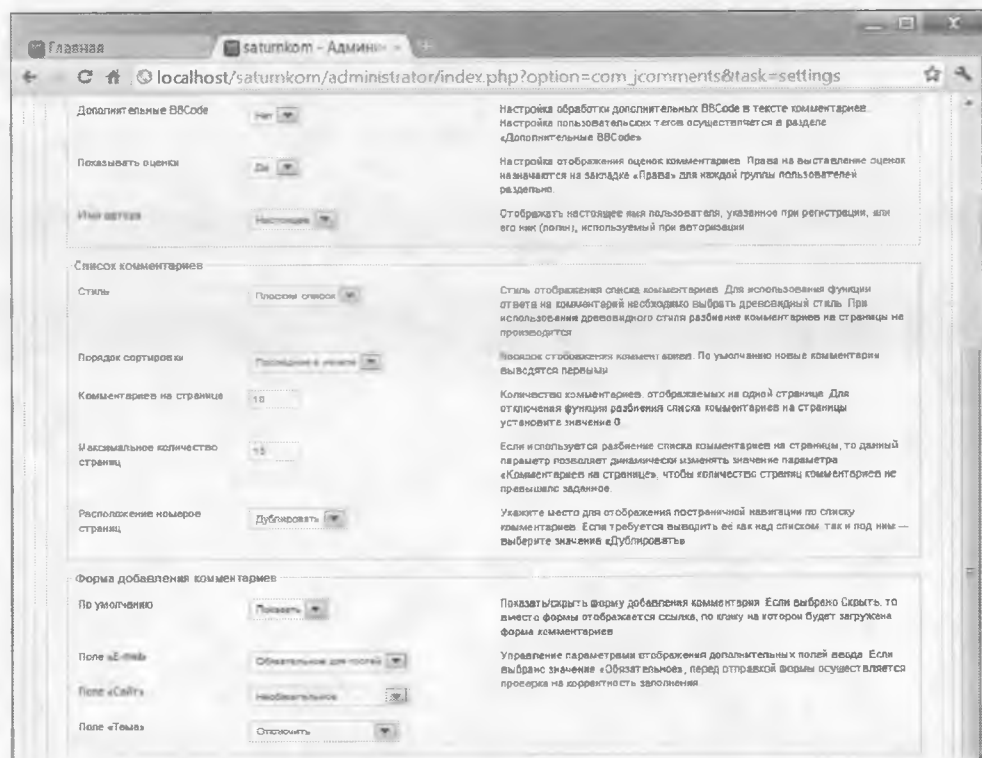 Главная
saturnkom - Админи
localhost/saturnkom/administrator/index.php?option=com_jcomments&task=settings
Дополнительные BBCode
Нет
Настройка обработки дополнительных BBCode в тексте комментариев.
Настройка пользовательских тегов осуществляется в разделе
«Дополнительные BBCode»
Показывать оценки
Да
Настройка отображения оценок комментариев. Права на выставление оценок
назначаются на закладке «Права» для каждой группы пользователей
раздельно.
Имя автора
Настоящее
Отображать настоящее имя пользователя, указанное при регистрации, или
его ник (логин), используемый при авторизации
Список комментариев
Стиль
Плоский список
Стиль отображения списка комментариев. Для использования функции
ответа на комментарий необходимо выбрать древовидный стиль. При
использовании древовидного стиля разбиение комментариев на страницы не
производится
Порядок сортировки
Последние в начале
Порядок отображения комментариев. По умолчанию новые комментарии
выводятся первыми
Комментариев на странице
10
Количество комментариев, отображаемых на одной странице. Для
отключения функции разбиения списка комментариев на страницы
установите значение 0
Максимальное количество
страниц
15
Если используется разбиение списка комментариев на страницы, то данный
параметр позволяет динамически изменять значение параметра
«Комментариев на странице», чтобы количество страниц комментариев не
превышало заданное.
Расположение номеров
страниц
Дублировать
Укажите место для отображения постраничной навигации по списку
комментариев. Если требуется выводить её как над списком, так и под ним —
выберите значение «Дублировать»
Форма добавления комментариев
По умолчанию
Показать
Показать/скрыть форму добавления комментария. Если выбрано Скрыть, то
вместо формы отображается ссылка, по клику на котором будет загружена
форма комментариев
Поле «E-mail»
Обязательное для гостей
Управление параметрами отображения дополнительных полей ввода. Если
выбрано значение «Обязательное», перед отправкой формы осуществляется
проверка на корректность заполнения
Поле «Сайт»
Необязательное
Поле «Тема»
Отключить